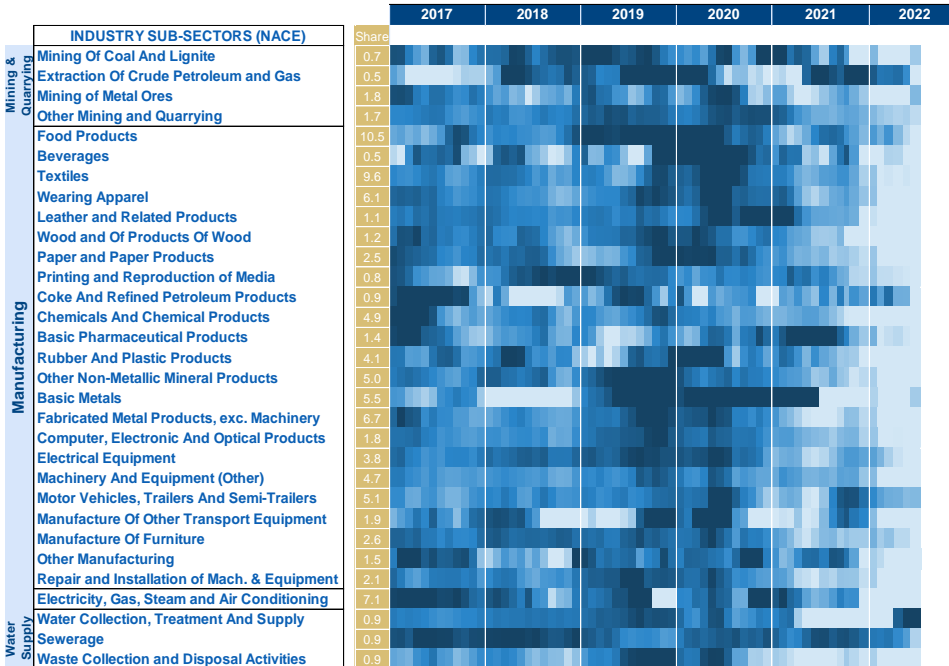 2017 2018 2019 2020 2021 2022
INDUSTRY SUB-SECTORS (NACE) Share
Mining & Quarrying
Mining Of Coal And Lignite 0.7
Extraction Of Crude Petroleum and Gas 0.5
Mining of Metal Ores 1.8
Other Mining and Quarrying 1.7
Manufacturing
Food Products 10.5
Beverages 0.5
Textiles 9.6
Wearing Apparel 6.1
Leather and Related Products 1.1
Wood and Of Products Of Wood 1.2
Paper and Paper Products 2.5
Printing and Reproduction of Media 0.8
Coke And Refined Petroleum Products 0.9
Chemicals And Chemical Products 4.9
Basic Pharmaceutical Products 1.4
Rubber And Plastic Products 4.1
Other Non-Metallic Mineral Products 5.0
Basic Metals 5.5
Fabricated Metal Products, exc. Machinery 6.7
Computer, Electronic And Optical Products 1.8
Electrical Equipment 3.8
Machinery And Equipment (Other) 4.7
Motor Vehicles, Trailers And Semi-Trailers 5.1
Manufacture Of Other Transport Equipment 1.9
Manufacture Of Furniture 2.6
Other Manufacturing 1.5
Repair and Installation of Mach. & Equipment 2.1
Electricity, Gas, Steam and Air Conditioning 7.1
Water Supply
Water Collection, Treatment And Supply 0.9
Sewerage 0.9
Waste Collection and Disposal Activities 0.9